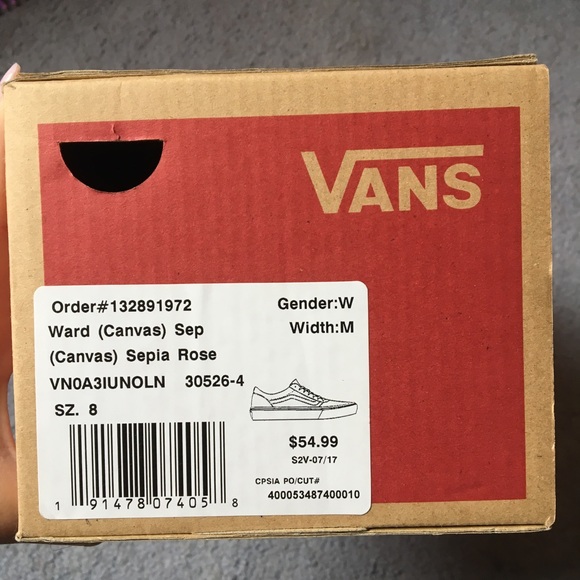 VANS
Order#132891972 Gender:W
Ward (Canvas) Sep Width:M
(Canvas) Sepia Rose
VN0A3IUNOLN 30526-4
SZ. 8
$54.99
S2V-07/17
CPSIA PO/CUT#
400053487400010
1 91478 07405 8